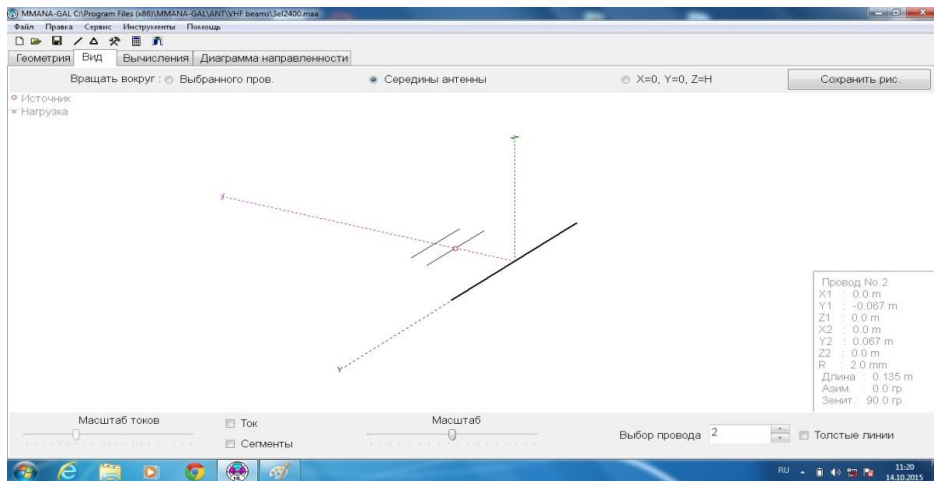 MMANA-GAL C:\Program Files (x86)\MMANA-GAL\ANT\VHF beams\3el2400.maa
Файл Правка Сервис Инструменты Помощь
Геометрия Вид Вычисления Диаграмма направленности
Вращать вокруг : Выбранного пров. Середины антенны X=0, Y=0, Z=H Сохранить рис.
Источник
Нагрузка
Z
X
Y
Провод No.2
X1 : 0.0 m
Y1 : -0.067 m
Z1 : 0.0 m
X2 : 0.0 m
Y2 : 0.067 m
Z2 : 0.0 m
R : 2.0 mm
Длина : 0.135 m
Азим. : 0.0 гр.
Зенит.: 90.0 гр.
Масштаб токов Ток Масштаб
Сегменты
Выбор провода 2 Толстые линии
RU 11:20
14.10.2015